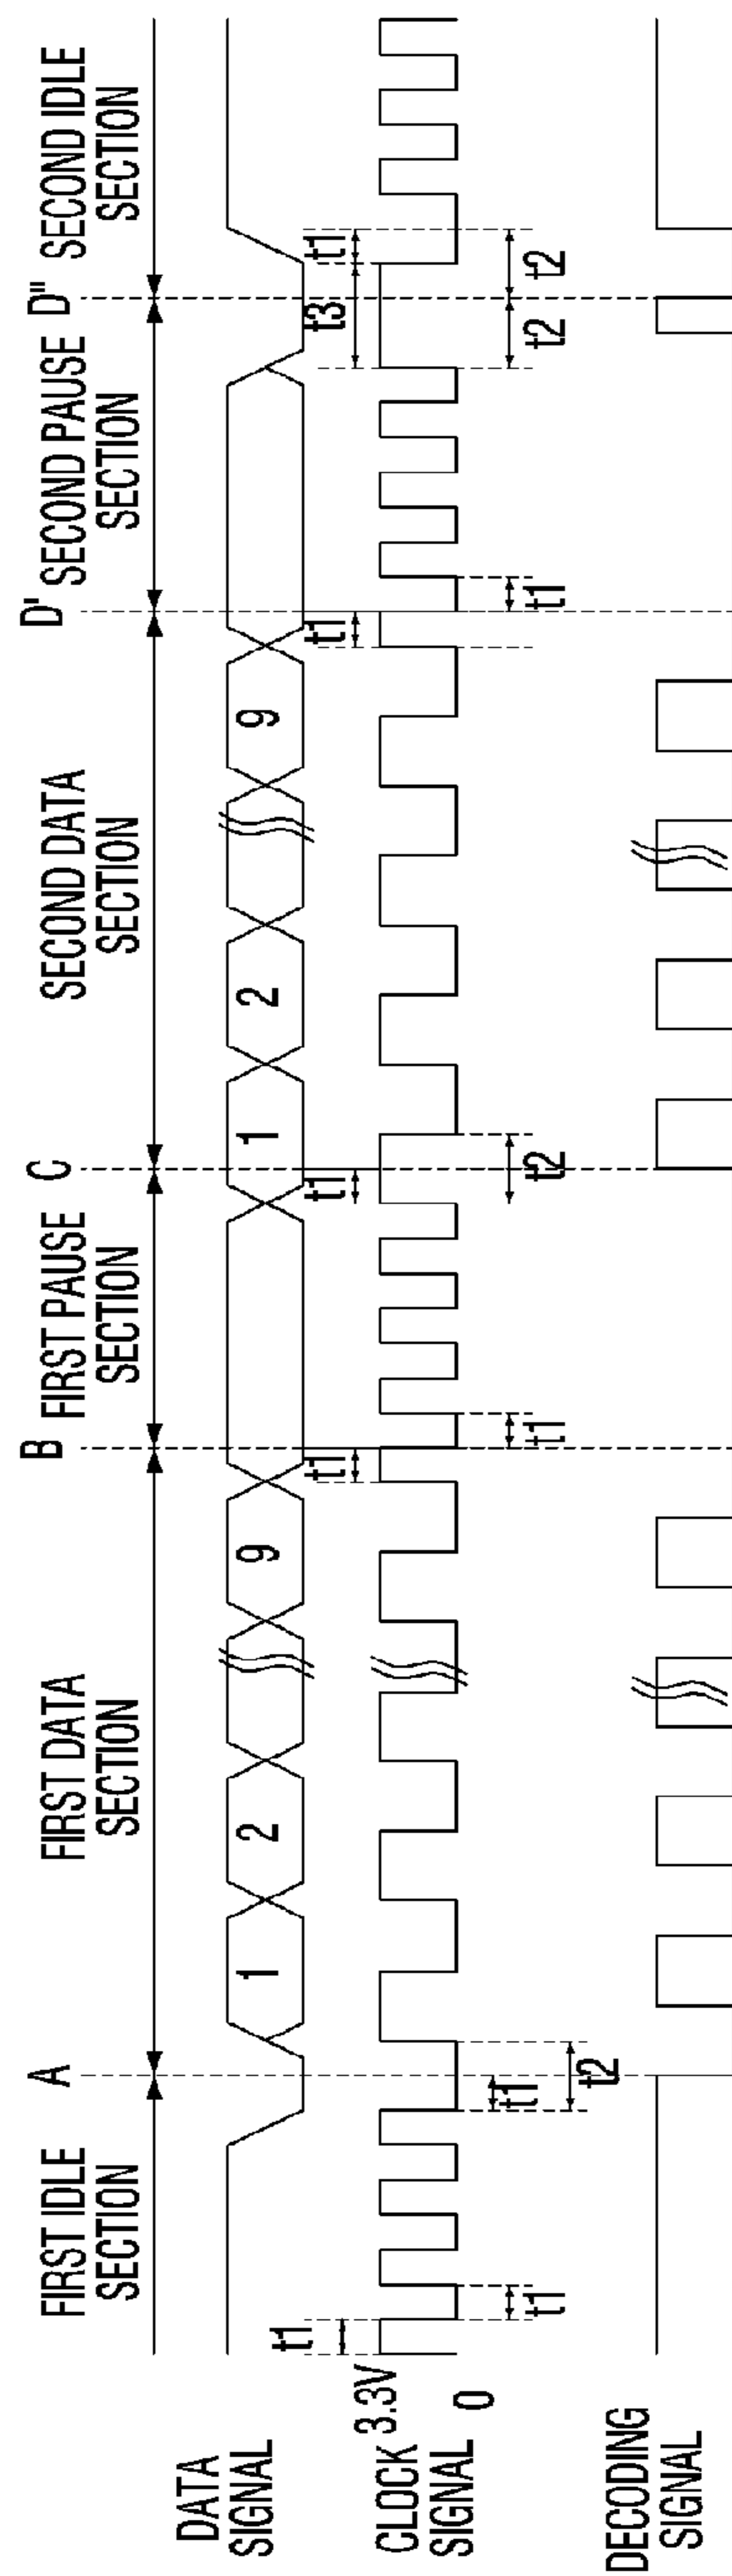 FIRST IDLE
SECTION
A
FIRST DATA
SECTION
B
FIRST PAUSE
SECTION
C
SECOND DATA
SECTION
D'
SECOND PAUSE
SECTION
D"
SECOND IDLE
SECTION
DATA
SIGNAL
1
2
9
1
2
9
CLOCK
SIGNAL
3.3V
0
t1
t1
t1
t2
t1
t1
t1
t2
t1
t1
t3
t1
t2
t2
DECODING
SIGNAL